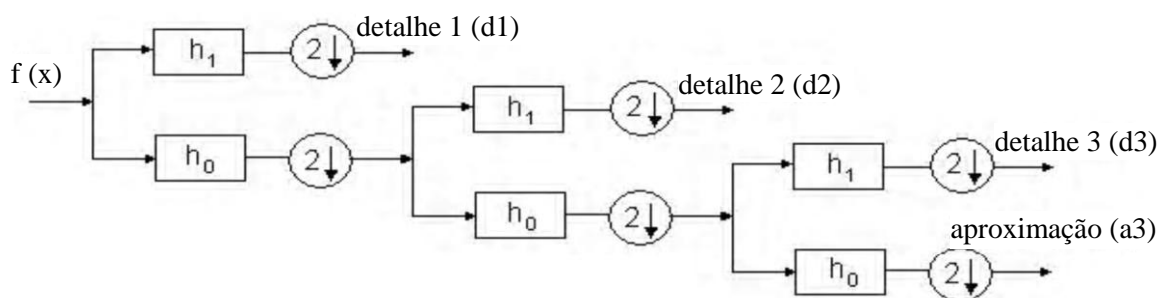 detalhe 1 (d1)
h1
2
f (x)
detalhe 2 (d2)
h1
2
h0
2
detalhe 3 (d3)
h1
2
h0
2
aproximação (a3)
h0
2